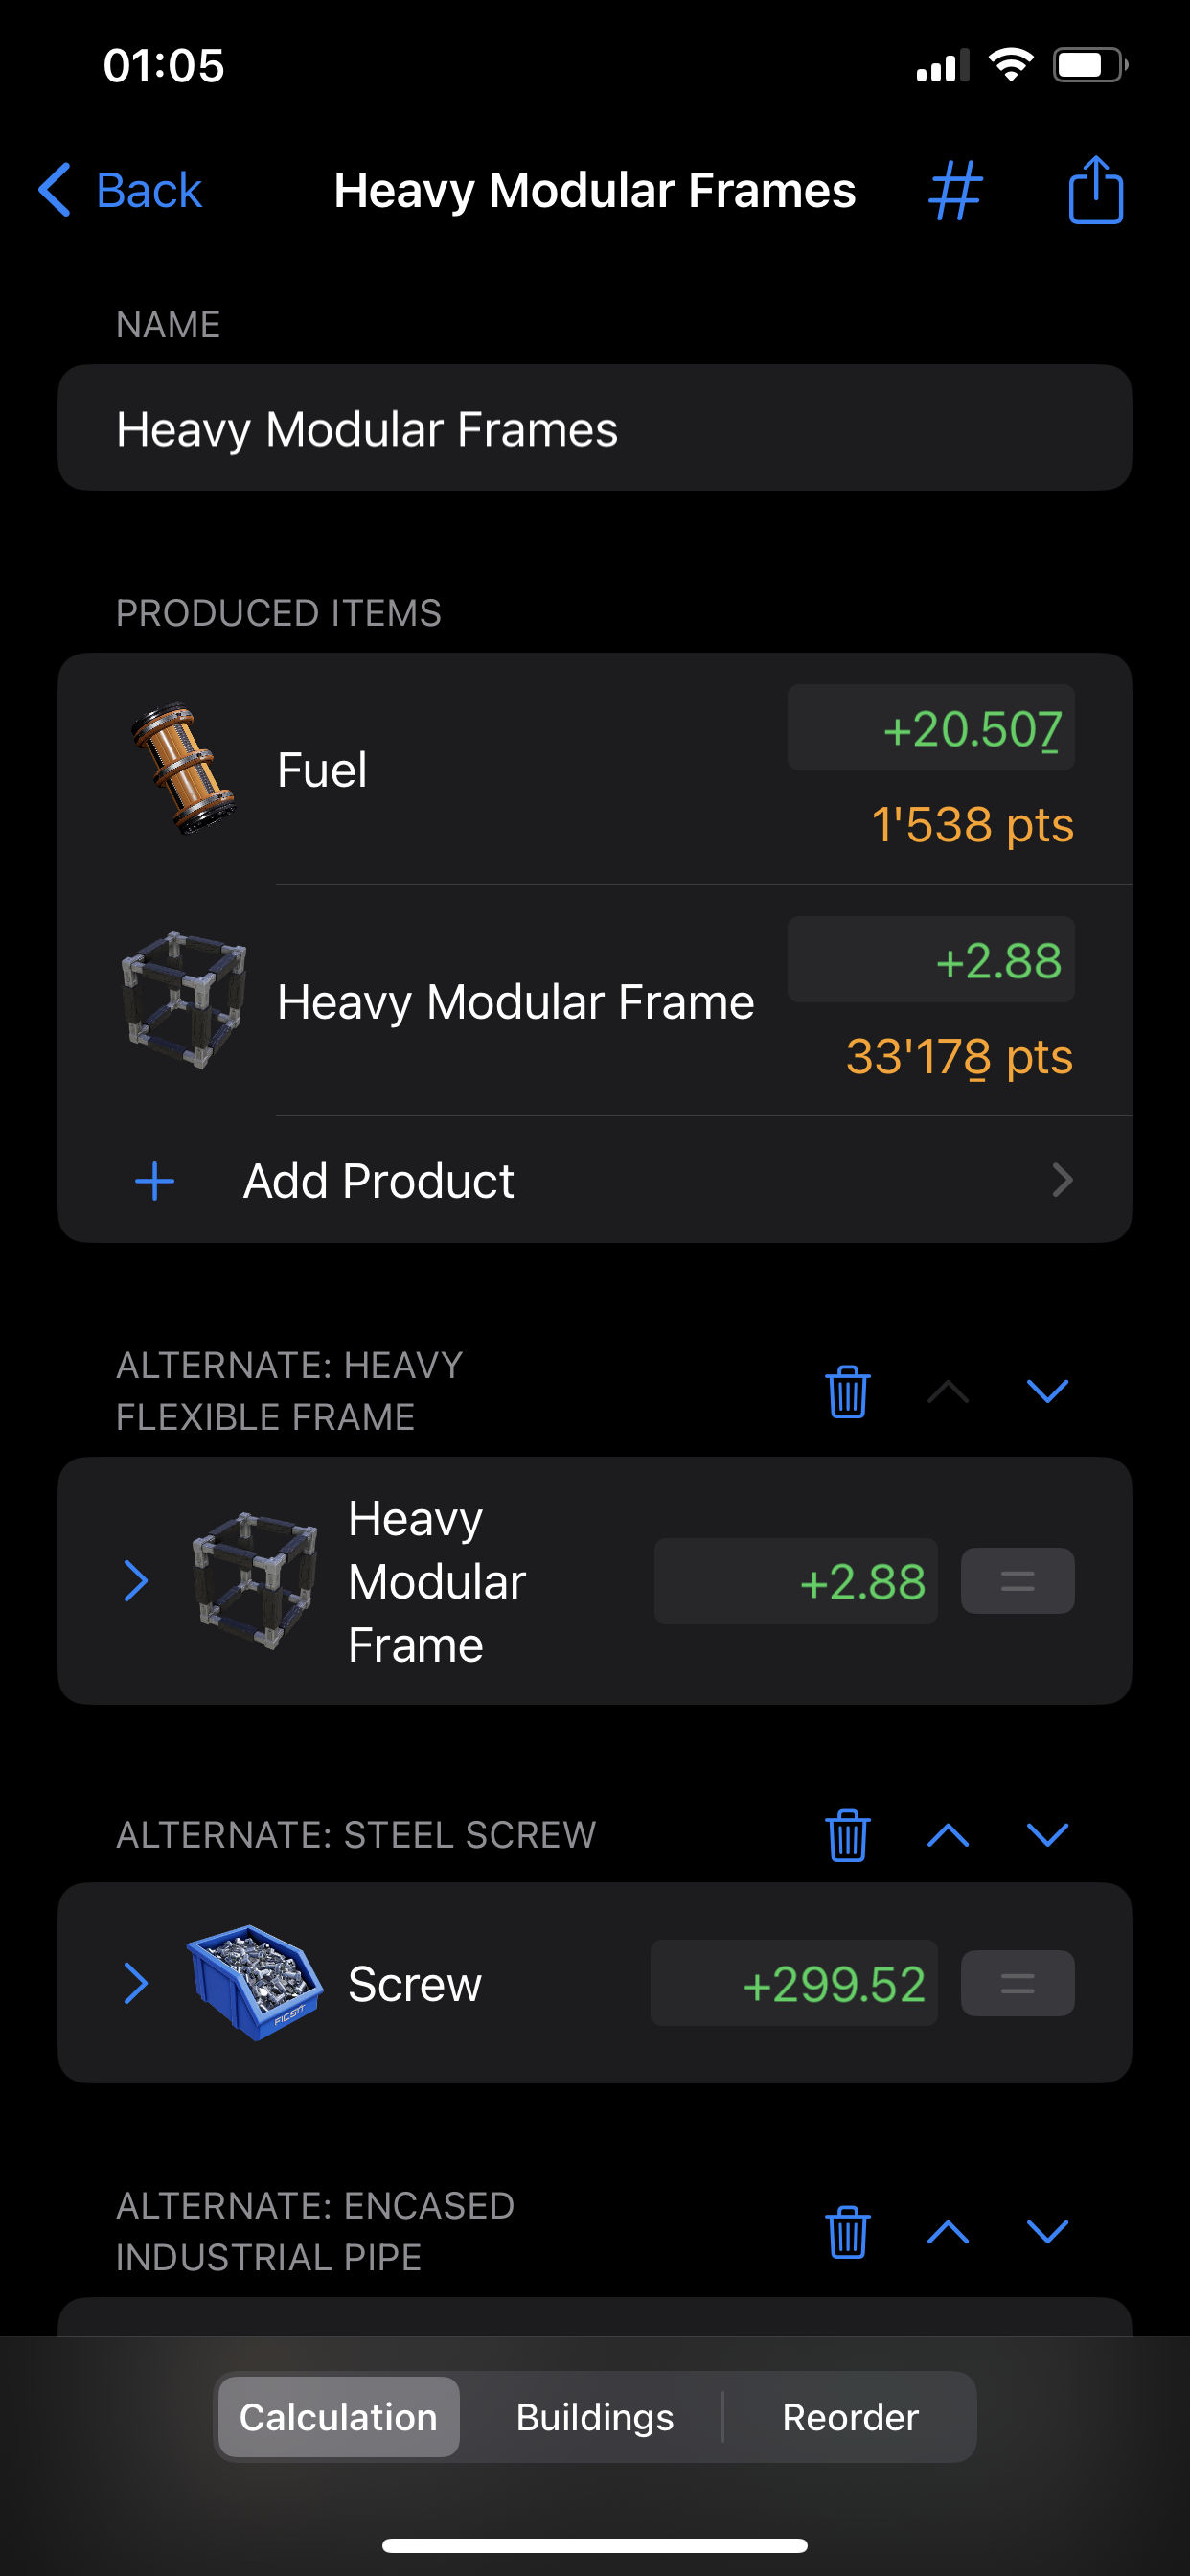 01:05
Back
Heavy Modular Frames
#
NAME
Heavy Modular Frames
PRODUCED ITEMS
Fuel
+20.507
1'538 pts
Heavy Modular Frame
+2.88
33'178 pts
+ Add Product
ALTERNATE: HEAVY
FLEXIBLE FRAME
Heavy
Modular
Frame
+2.88
=
ALTERNATE: STEEL SCREW
FICSIT
Screw
+299.52
=
ALTERNATE: ENCASED
INDUSTRIAL PIPE
Calculation
Buildings
Reorder